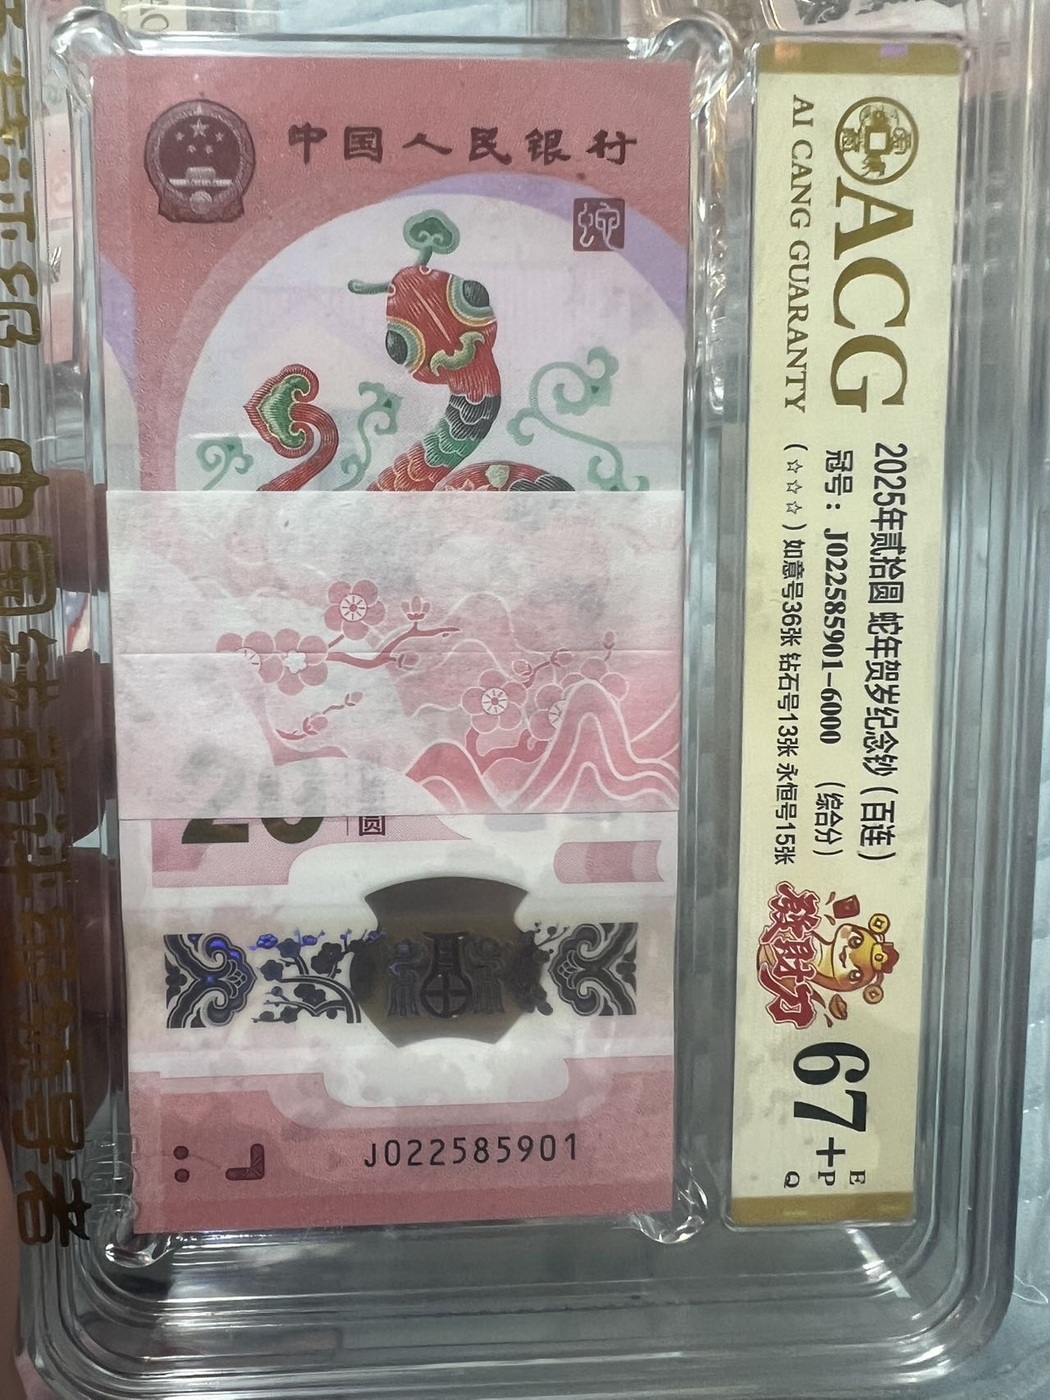 中国人民银行
蛇
20
圆
J022585901
ACG
AI CANG GUARANTY
2025年贰拾圆 蛇年贺岁纪念钞(百连)
冠号:J022585901-6000 (综合分)
(☆☆☆)如意号36张 钻石号13张 永恒号15张
發財了
67+
E
P
Q